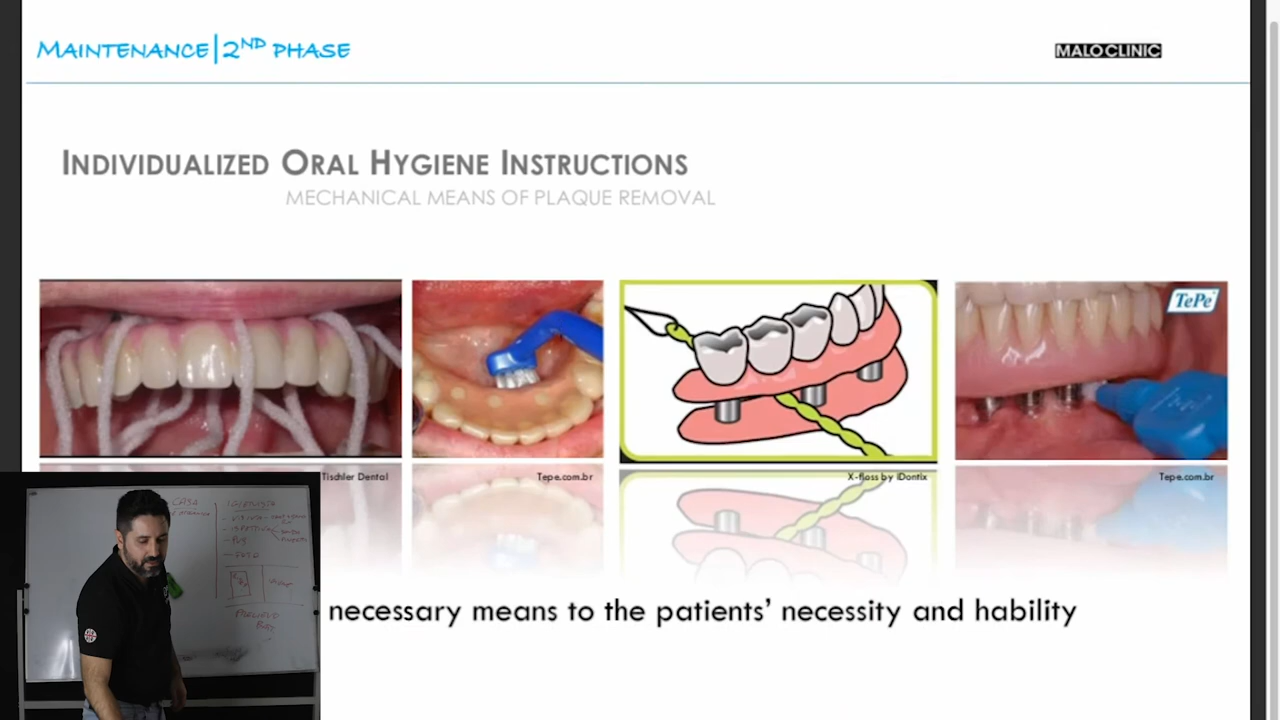 MAINTENANCE|2ND PHASE
MALO CLINIC
INDIVIDUALIZED ORAL HYGIENE INSTRUCTIONS
MECHANICAL MEANS OF PLAQUE REMOVAL
TePe
Tischler Dental
Tepe.com.br
X-floss by iDontix
Tepe.com.br
necessary means to the patients' necessity and hability
CASA